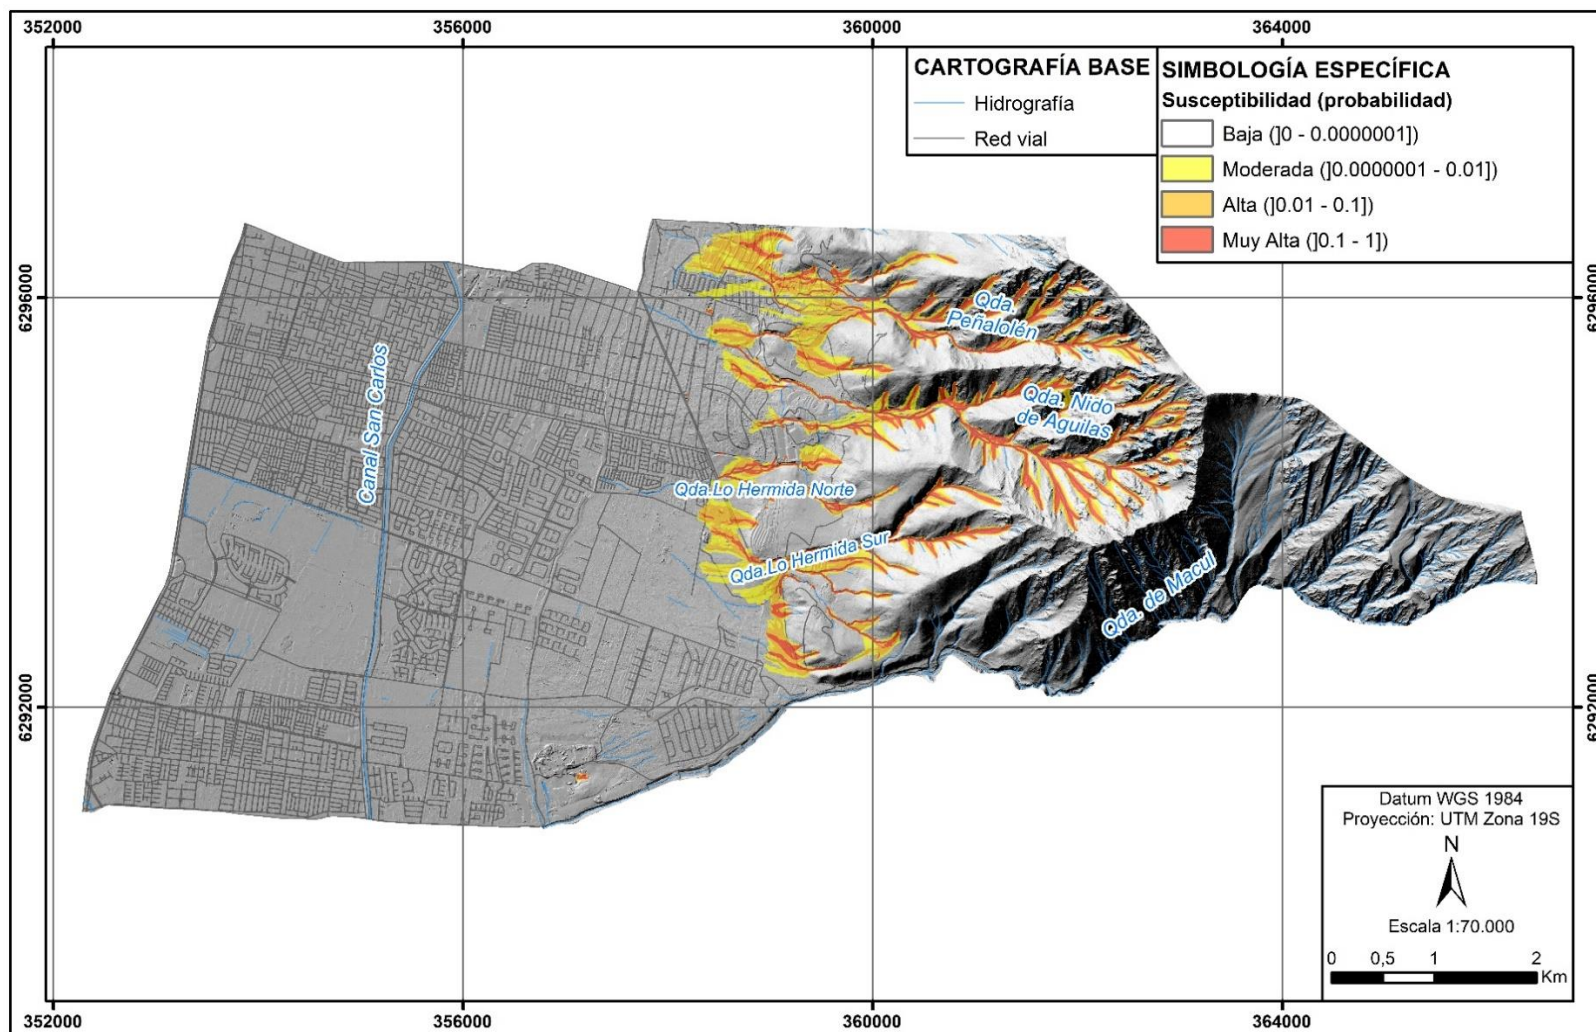 352000
356000
360000
364000
CARTOGRAFÍA BASE
Hidrografía
Red vial
SIMBOLOGÍA ESPECÍFICA
Susceptibilidad (probabilidad)
Baja (]0 - 0.0000001])
Moderada (]0.0000001 - 0.01])
Alta (]0.01 - 0.1])
Muy Alta (]0.1 - 1])
6296000
6296000
Qda.
Peñalolén
Canal San Carlos
Qda. Nido
de Aguilas
Qda.Lo Hermida Norte
Qda.Lo Hermida Sur
Qda. de Macul
6292000
6292000
Datum WGS 1984
Proyección: UTM Zona 19S
N
Escala 1:70.000
0 0,5 1 2
Km
352000
356000
360000
364000